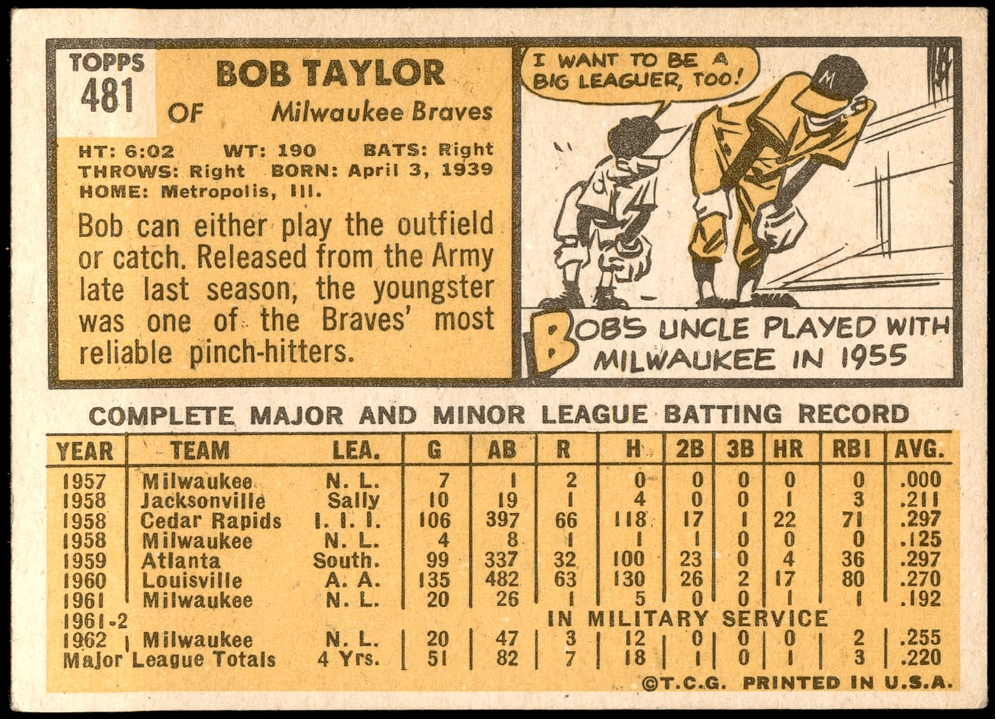 TOPPS
481
BOB TAYLOR
OF Milwaukee Braves
HT: 6:02 WT: 190 BATS: Right
THROWS: Right BORN: April 3, 1939
HOME: Metropolis, Ill.
Bob can either play the outfield
or catch. Released from the Army
late last season, the youngster
was one of the Braves' most
reliable pinch-hitters.
I WANT TO BE A
BIG LEAGUER, TOO!
M
BOB'S UNCLE PLAYED WITH
MILWAUKEE IN 1955
COMPLETE MAJOR AND MINOR LEAGUE BATTING RECORD
YEAR TEAM LEA. G AB R H 2B 3B HR RBI AVG.
1957 Milwaukee N. L. 7 1 2 0 0 0 0 0 .000
1958 Jacksonville Sally 10 19 1 4 0 0 1 3 .211
1958 Cedar Rapids I. I. I. 106 397 66 118 17 1 22 71 .297
1958 Milwaukee N. L. 4 8 1 1 1 0 0 0 .125
1959 Atlanta South. 99 337 32 100 23 0 4 36 .297
1960 Louisville A. A. 135 482 63 130 26 2 17 80 .270
1961 Milwaukee N. L. 20 26 1 5 0 0 1 1 .192
1961-2 IN MILITARY SERVICE
1962 Milwaukee N. L. 20 47 3 12 0 0 0 2 .255
Major League Totals 4 Yrs. 51 82 7 18 1 0 1 3 .220
©T.C.G. PRINTED IN U.S.A.